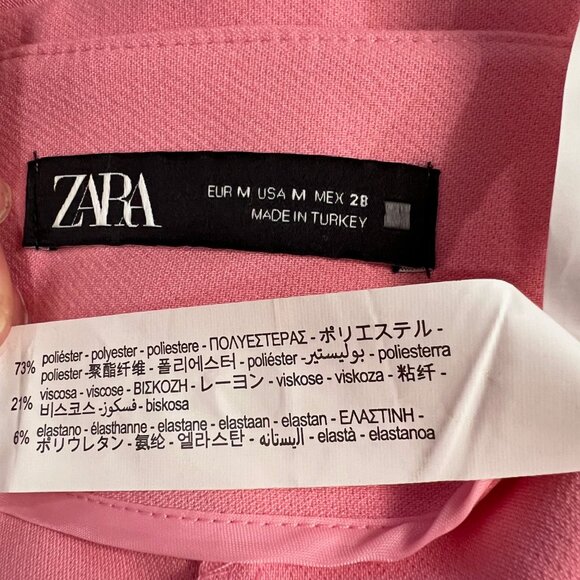 ZARA
EUR M USA M MEX 28
MADE IN TURKEY
73% poliéster - polyester - poliestere - ΠΟΛΥΕΣΤΕΡΑΣ - ポリエステル -
poliester - 聚酯纤维 - 폴리에스터 - poliéster - بوليستير - poliesterra
21% viscosa - viscose - ΒΙΣΚΟΖΗ - レーヨン - viskose - viskoza - 粘纤 -
비스코스 - فسكوز - biskosa
6% elastano - élasthanne - elastane - elastaan - elastan - ΕΛΑΣΤΙΝΗ -
ポリウレタン - 氨纶 - 엘라스탄 - الیستانه - elastà - elastanoa